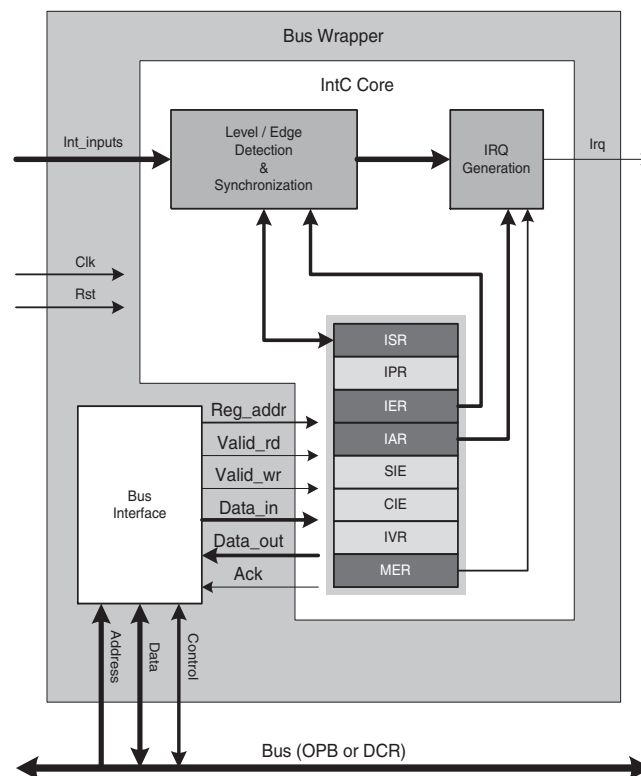 Bus Wrapper
IntC Core
Int_inputs
Level / Edge
Detection
&
Synchronization
IRQ
Generation
Irq
Clk
Rst
ISR
IPR
IER
IAR
SIE
CIE
IVR
MER
Bus
Interface
Reg_addr
Valid_rd
Valid_wr
Data_in
Data_out
Ack
Address
Data
Control
Bus (OPB or DCR)